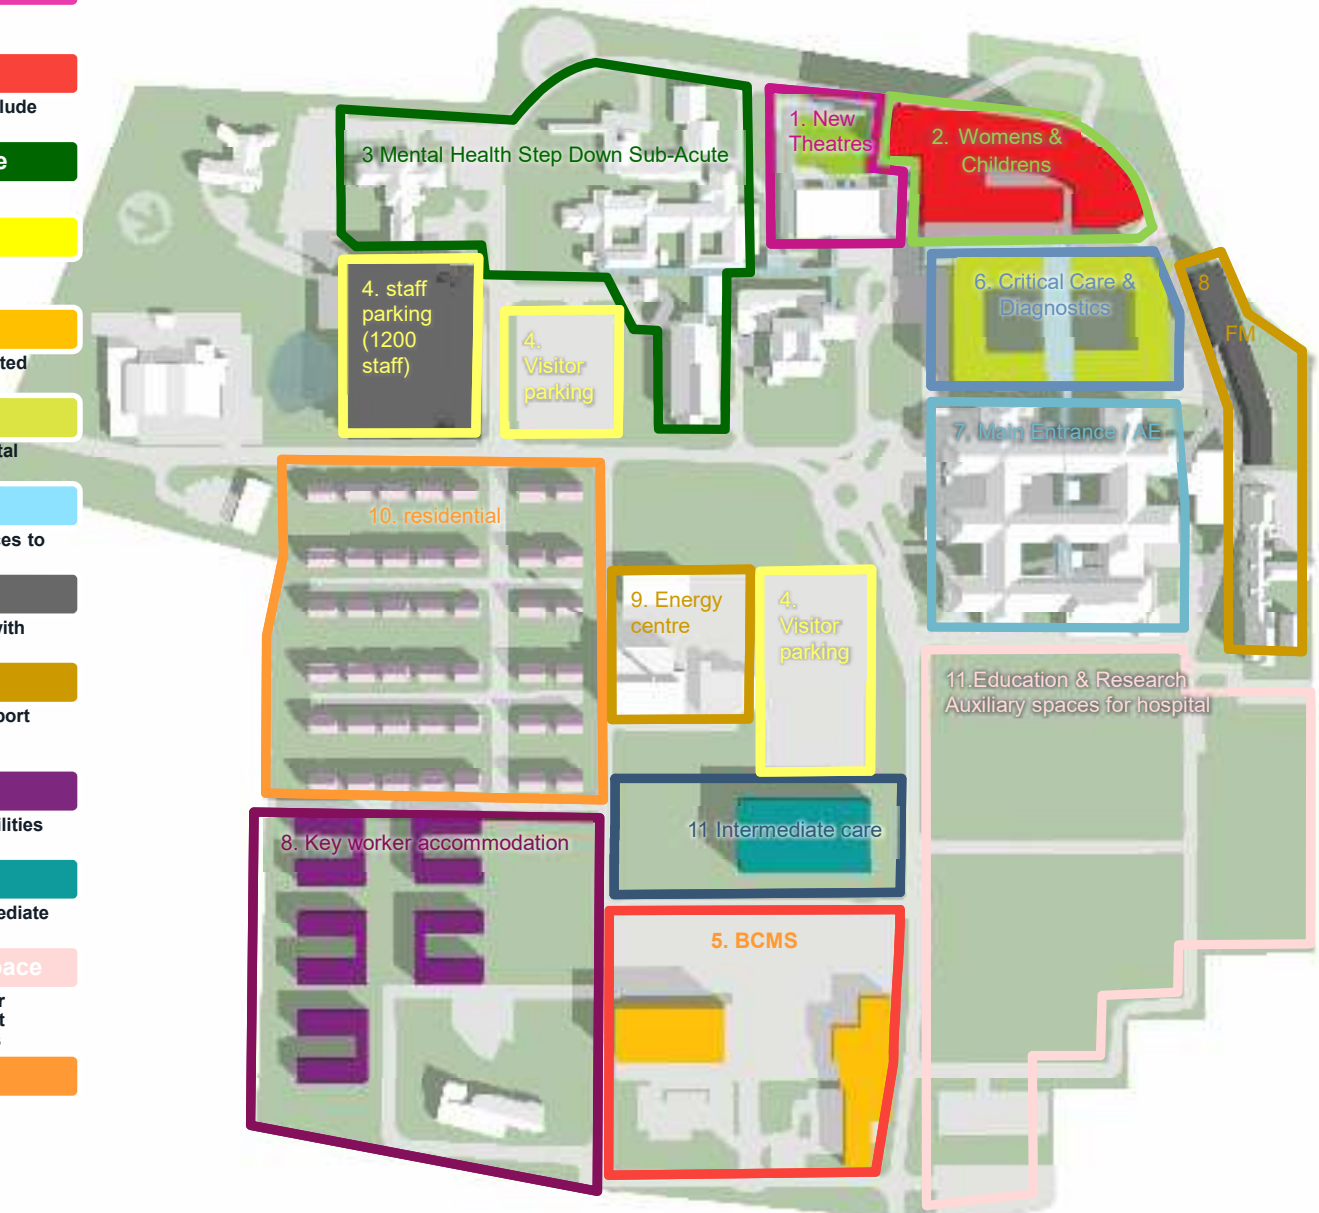 lude
e
ted
tal
ces to
with
port
ilities
ediate
pace
r
t
1. New
Theatres
2. Womens &
Childrens
3 Mental Health Step Down Sub-Acute
4. staff
parking
(1200
staff)
4.
Visitor
parking
6. Critical Care &
Diagnostics
8
FM
7. Main Entrance / AE
10. residential
9. Energy
centre
4.
Visitor
parking
11.Education & Research
Auxiliary spaces for hospital
11 Intermediate care
8. Key worker accommodation
5. BCMS